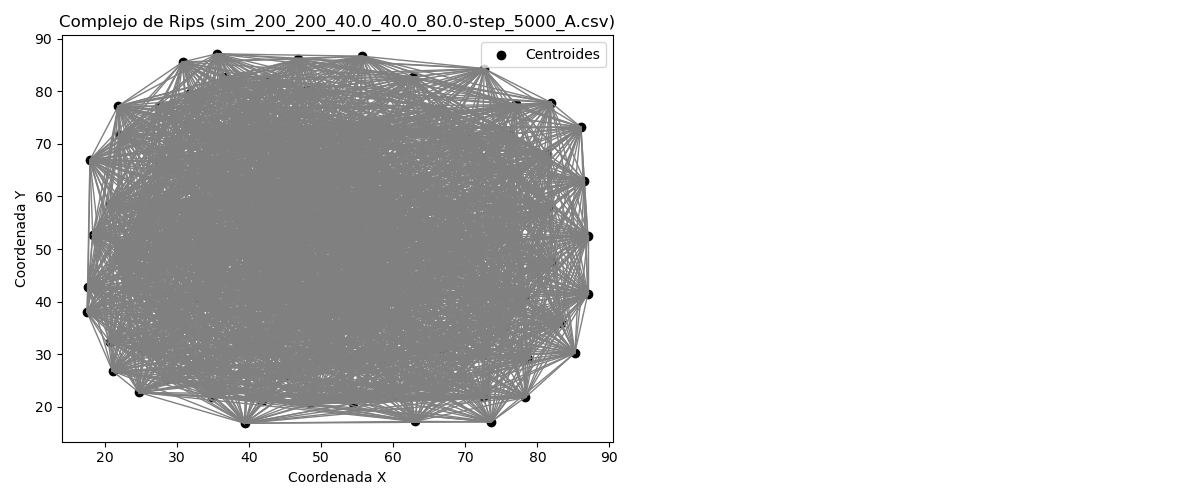 Complejo de Rips (sim_200_200_40.0_40.0_80.0-step_5000_A.csv)
Centroides
90
80
70
60
50
40
30
20
Coordenada Y
20 30 40 50 60 70 80 90
Coordenada X